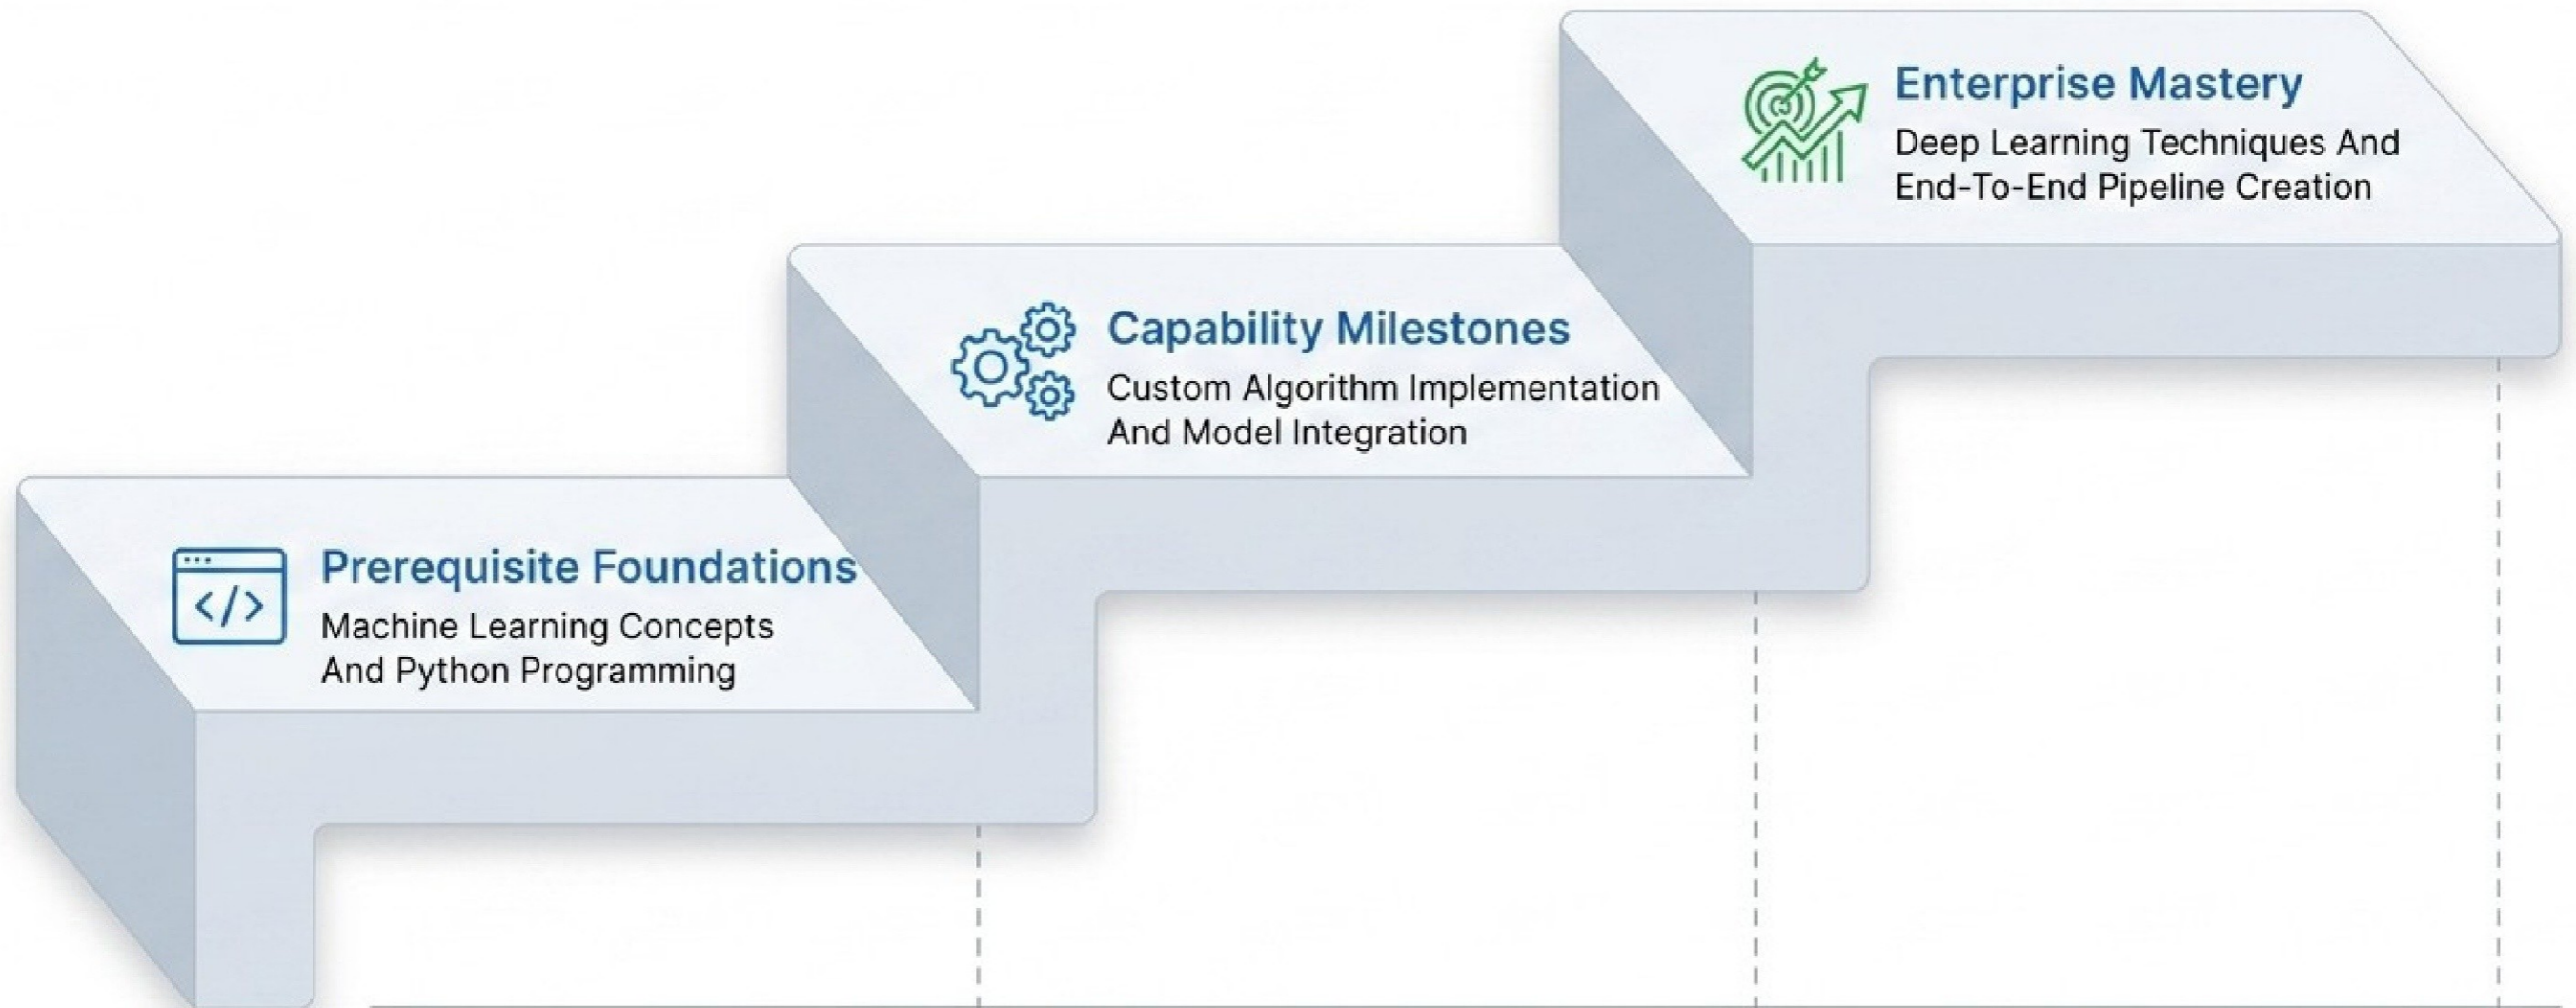 Enterprise Mastery
Deep Learning Techniques And
End-To-End Pipeline Creation
Capability Milestones
Custom Algorithm Implementation
And Model Integration
Prerequisite Foundations
</>
Machine Learning Concepts
And Python Programming